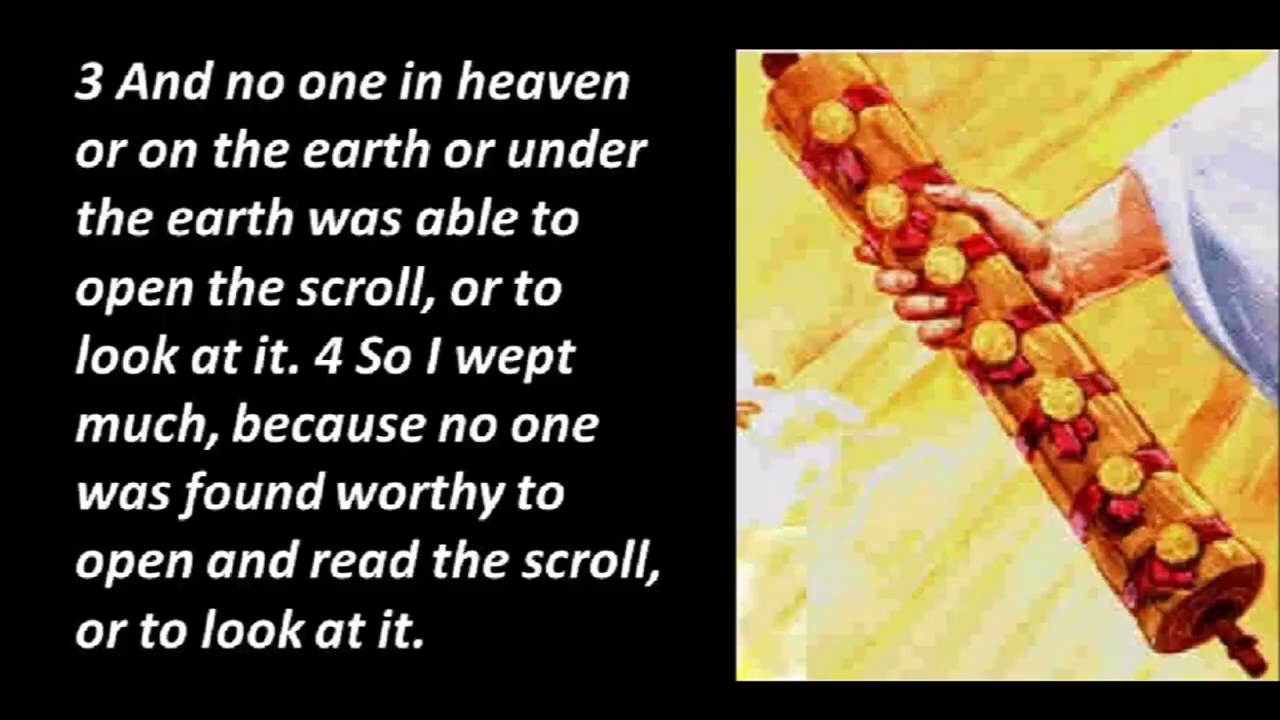 3 And no one in heaven
or on the earth or under
the earth was able to
open the scroll, or to
look at it. 4 So I wept
much, because no one
was found worthy to
open and read the scroll,
or to look at it.